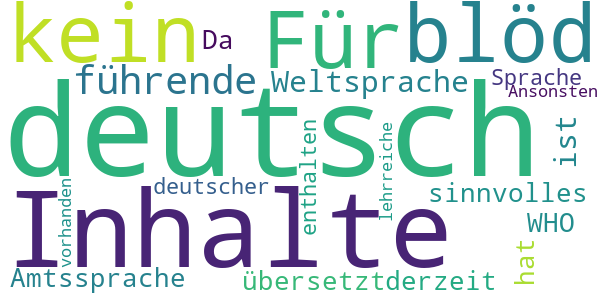 kein
Da
Für
blöd
führende
Weltsprache
Sprache
Ansonsten
deutsch
ist
enthalten
lehrreiche
vorhanden
deutscher
Inhalte
sinnvolles
WHO
hat
Amtssprache
übersetzt
derzeit